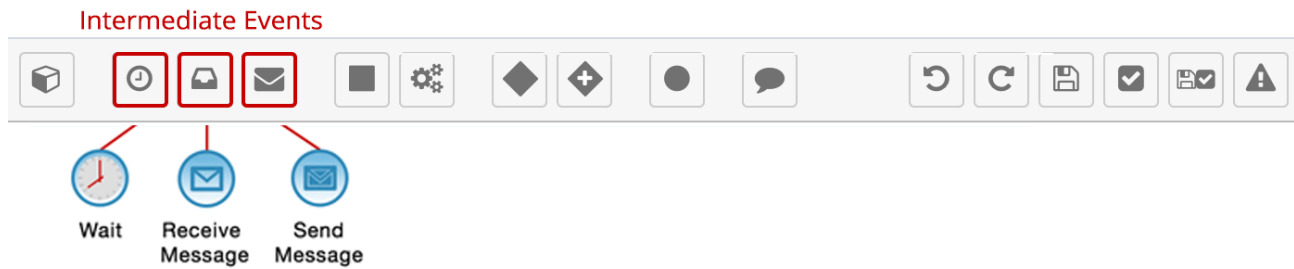 Intermediate Events
Wait
Receive
Message
Send
Message